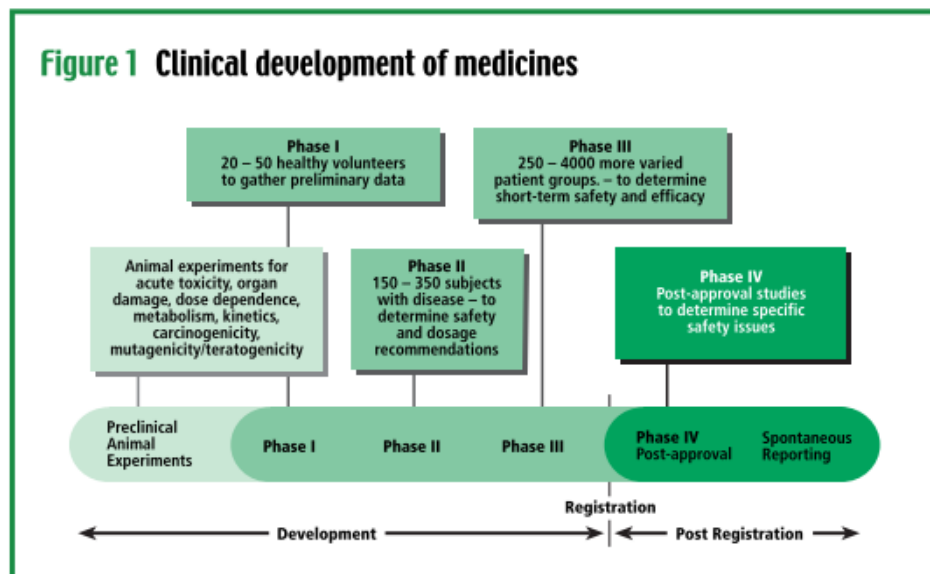 Figure 1 Clinical development of medicines
Phase I
20 – 50 healthy volunteers
to gather preliminary data
Phase III
250 – 4000 more varied
patient groups. – to determine
short-term safety and efficacy
Animal experiments for
acute toxicity, organ
damage, dose dependence,
metabolism, kinetics,
carcinogenicity,
mutagenicity/teratogenicity
Phase II
150 – 350 subjects
with disease – to
determine safety
and dosage
recommendations
Phase IV
Post-approval studies
to determine specific
safety issues
Preclinical
Animal
Experiments
Phase I
Phase II
Phase III
Phase IV
Post-approval
Spontaneous
Reporting
Registration
Development
Post Registration